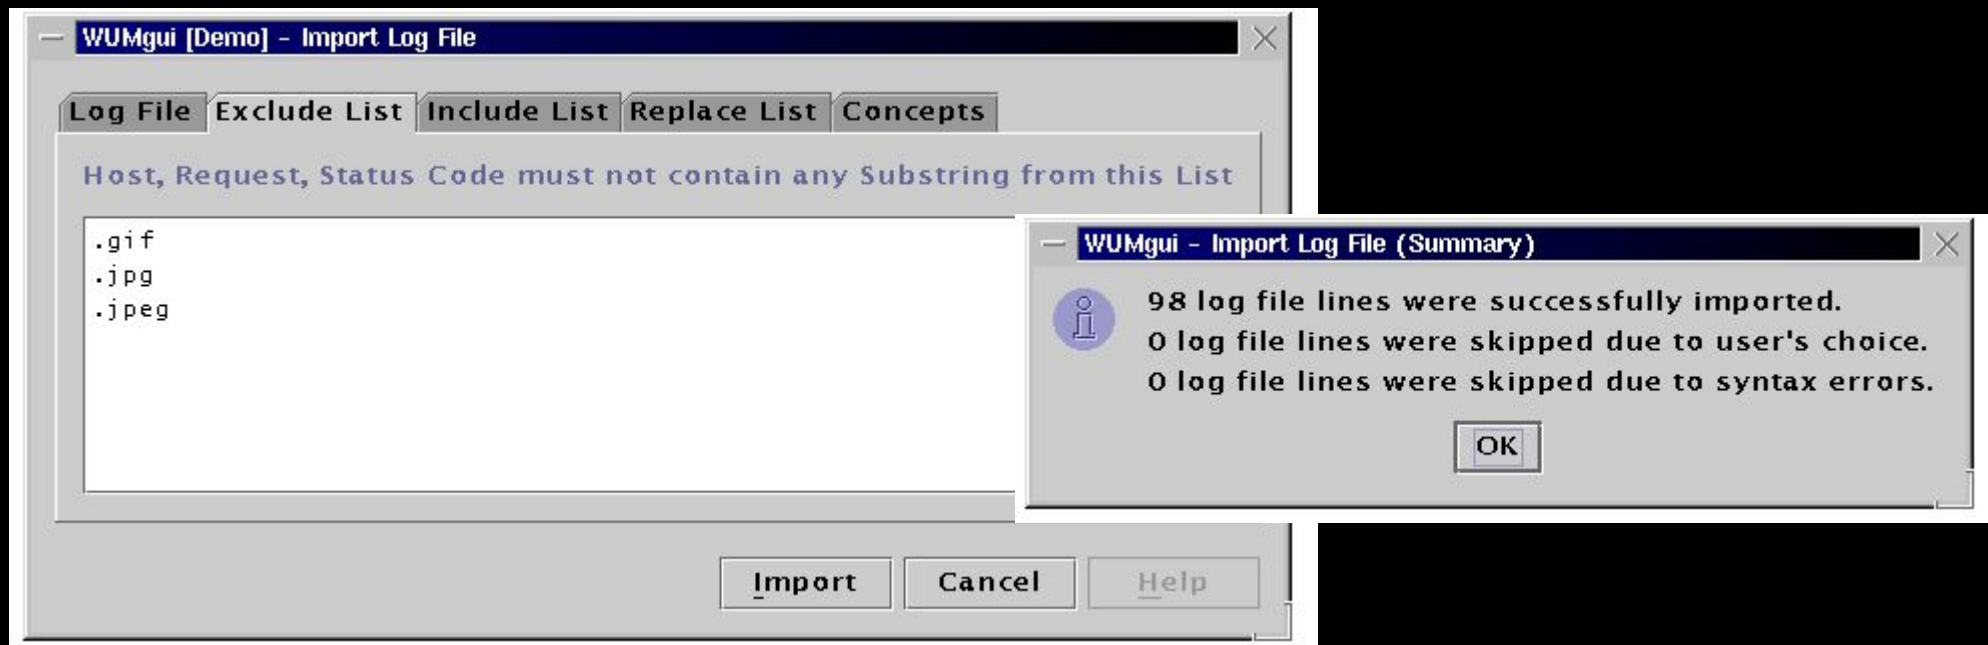 WUMgui [Demo] – Import Log File
Log File Exclude List Include List Replace List Concepts
Host, Request, Status Code must not contain any Substring from this List
.gif
.jpg
.jpeg
Import Cancel Help
WUMgui – Import Log File (Summary)
98 log file lines were successfully imported.
0 log file lines were skipped due to user's choice.
0 log file lines were skipped due to syntax errors.
OK